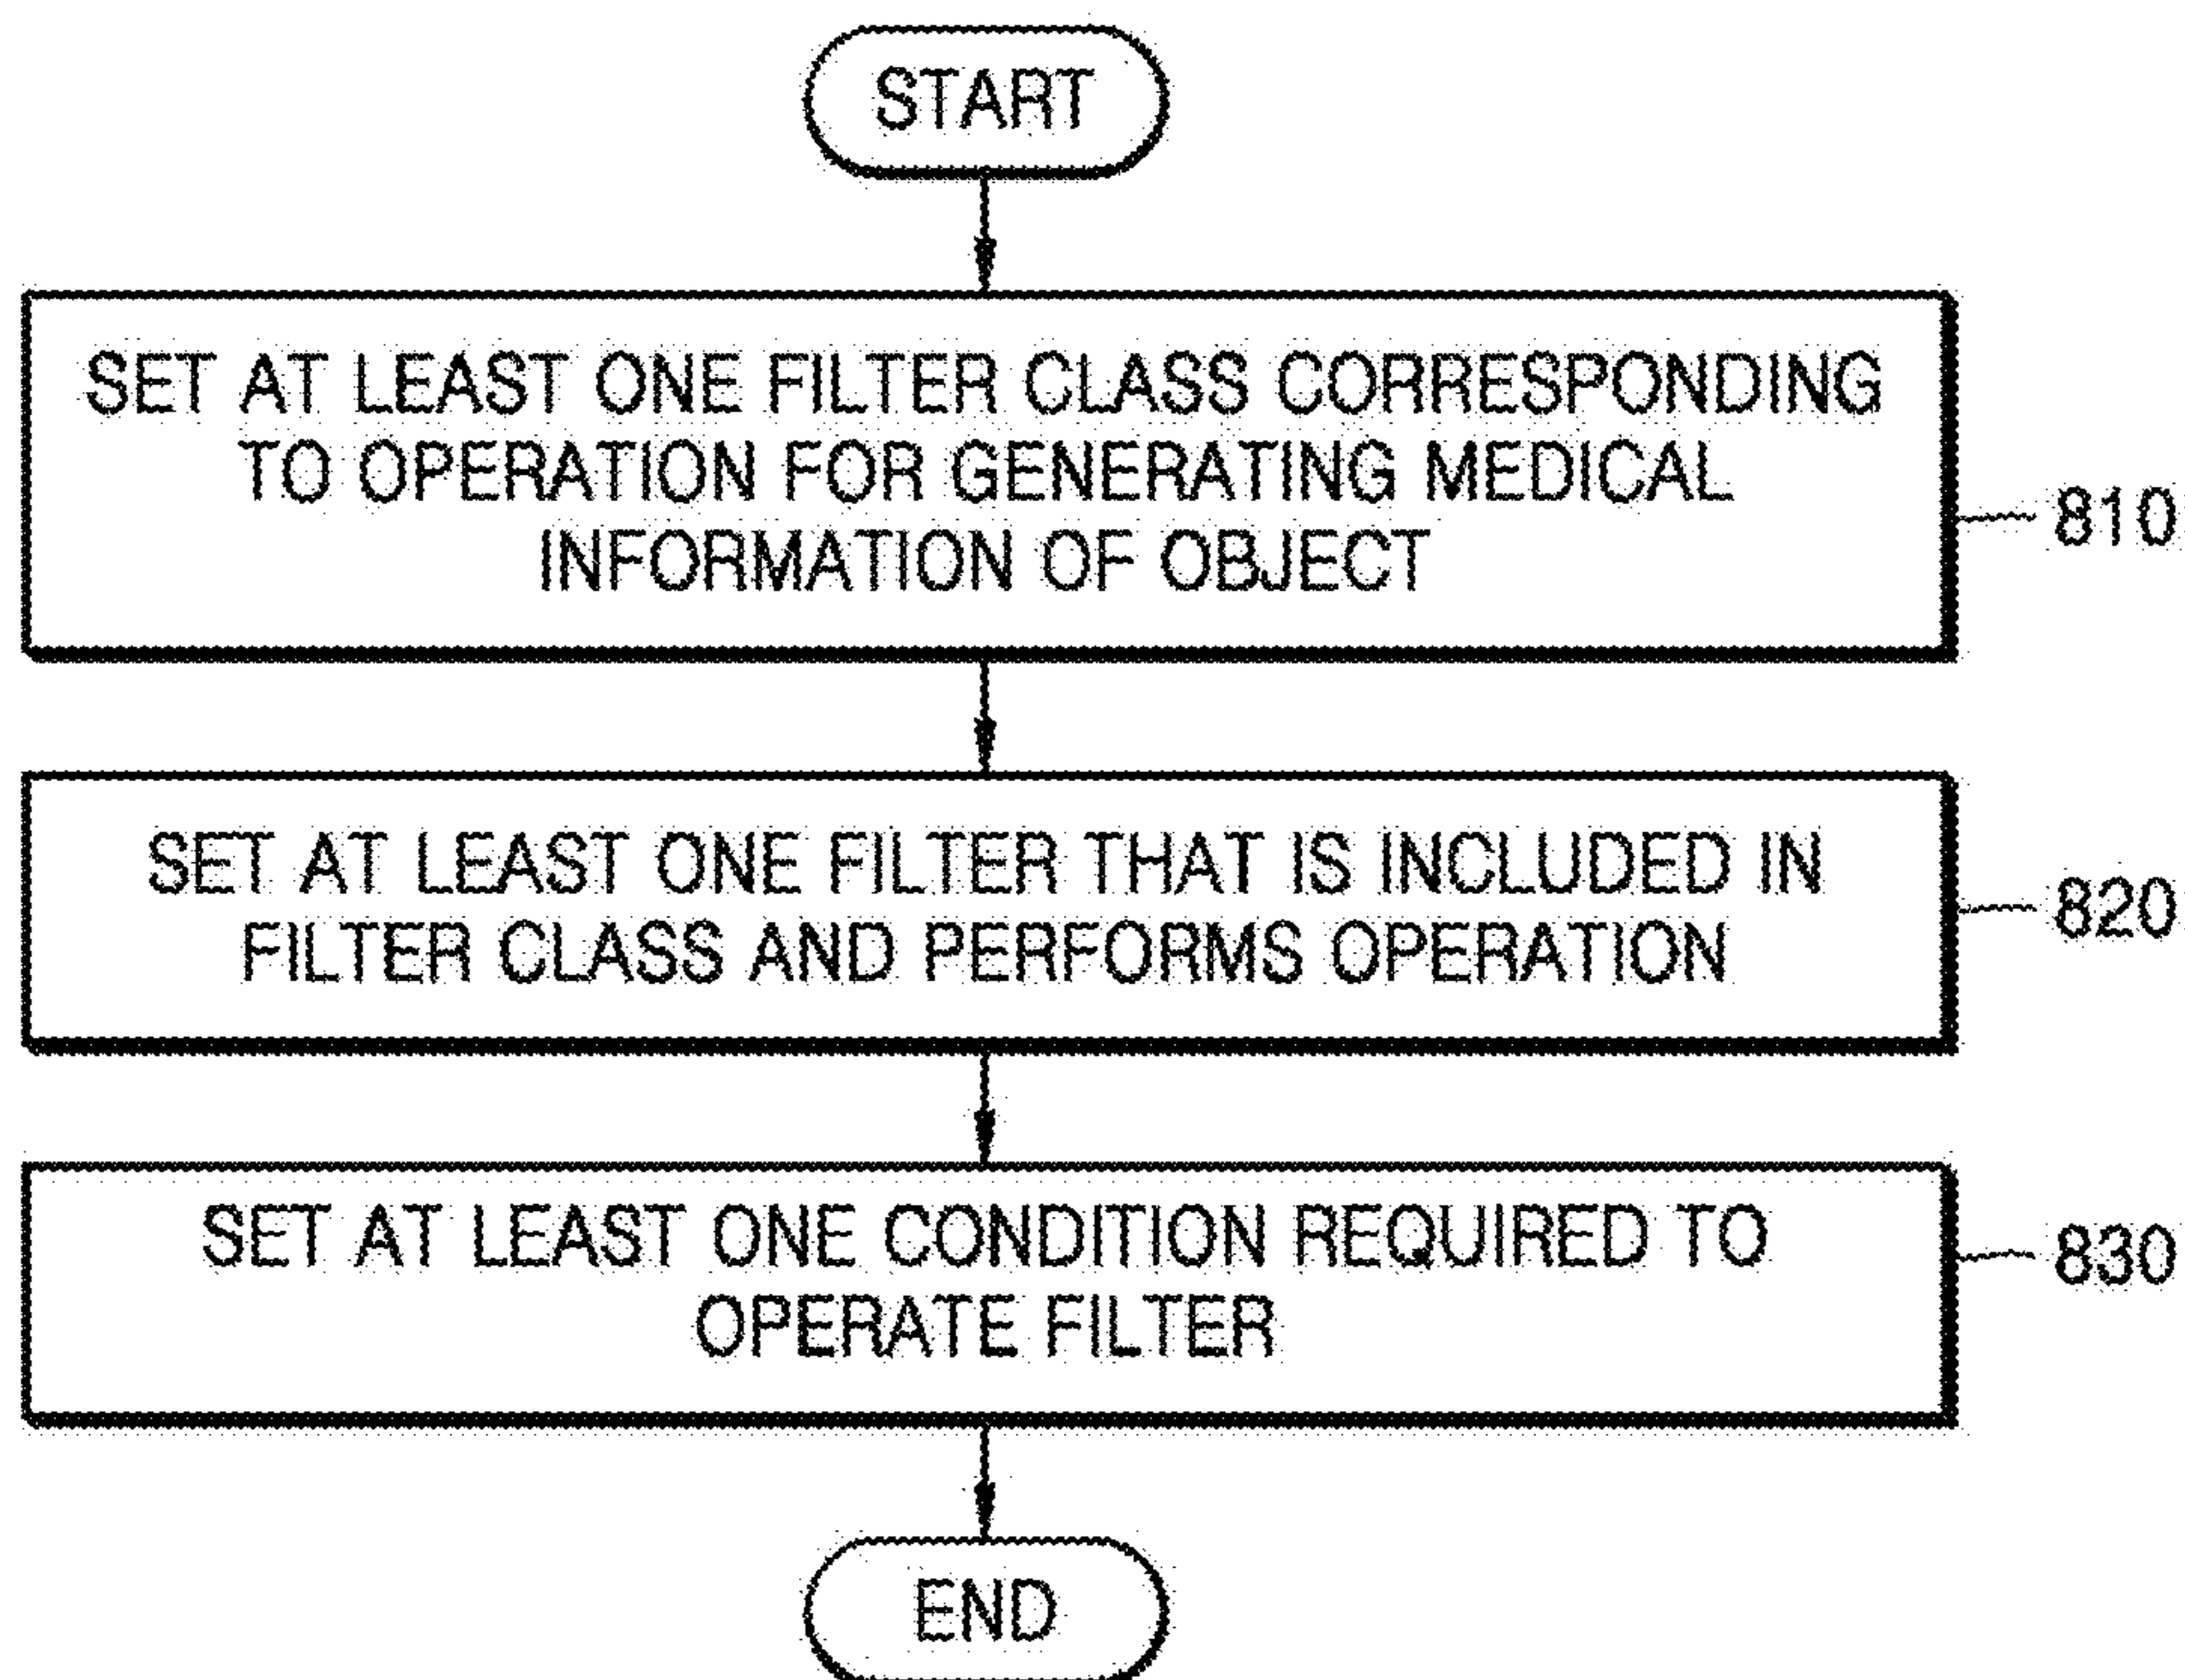 START
SET AT LEAST ONE FILTER CLASS CORRESPONDING
TO OPERATION FOR GENERATING MEDICAL
INFORMATION OF OBJECT
810
SET AT LEAST ONE FILTER THAT IS INCLUDED IN
FILTER CLASS AND PERFORMS OPERATION
820
SET AT LEAST ONE CONDITION REQUIRED TO
OPERATE FILTER
830
END